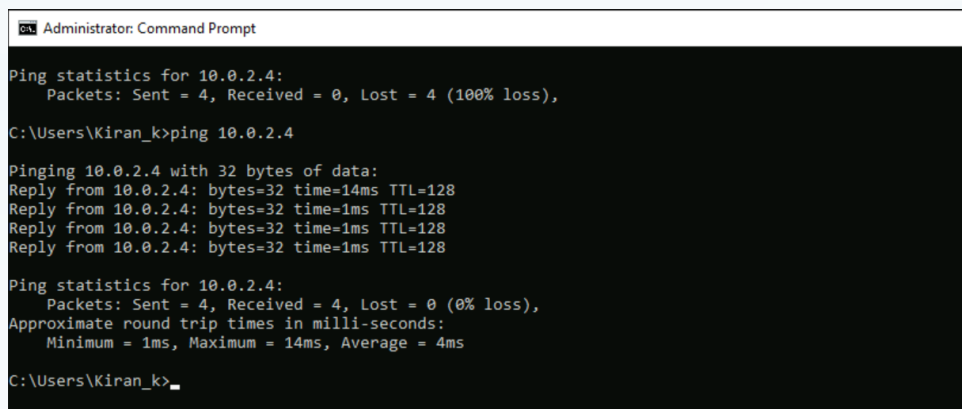 Administrator: Command Prompt
Ping statistics for 10.0.2.4:
    Packets: Sent = 4, Received = 0, Lost = 4 (100% loss),
C:\Users\Kiran_k>ping 10.0.2.4
Pinging 10.0.2.4 with 32 bytes of data:
Reply from 10.0.2.4: bytes=32 time=14ms TTL=128
Reply from 10.0.2.4: bytes=32 time=1ms TTL=128
Reply from 10.0.2.4: bytes=32 time=1ms TTL=128
Reply from 10.0.2.4: bytes=32 time=1ms TTL=128
Ping statistics for 10.0.2.4:
    Packets: Sent = 4, Received = 4, Lost = 0 (0% loss),
Approximate round trip times in milli-seconds:
    Minimum = 1ms, Maximum = 14ms, Average = 4ms
C:\Users\Kiran_k>